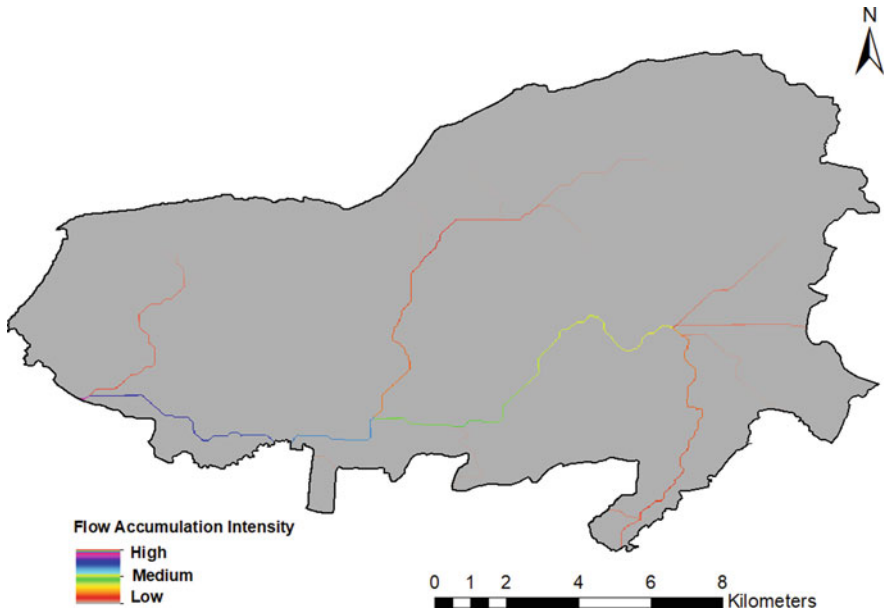 N
Flow Accumulation Intensity
High
Medium
Low
0 1 2 4 6 8
Kilometers